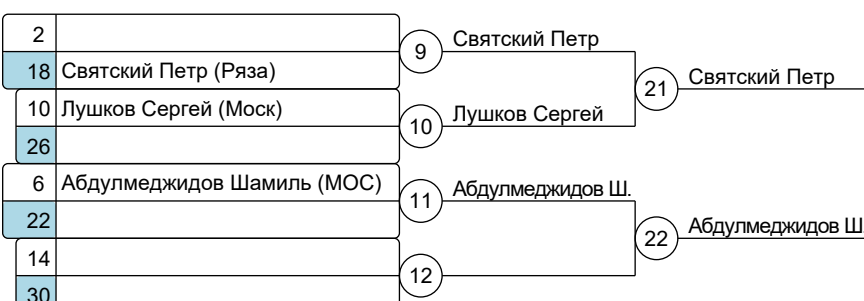 2
9 Святский Петр
18 Святский Петр (Ряза)
21 Святский Петр
10 Лушков Сергей (Моск)
10 Лушков Сергей
26
6 Абдулмеджидов Шамиль (МОС)
11 Абдулмеджидов Ш.
22
22 Абдулмеджидов Ш.
14
12
30